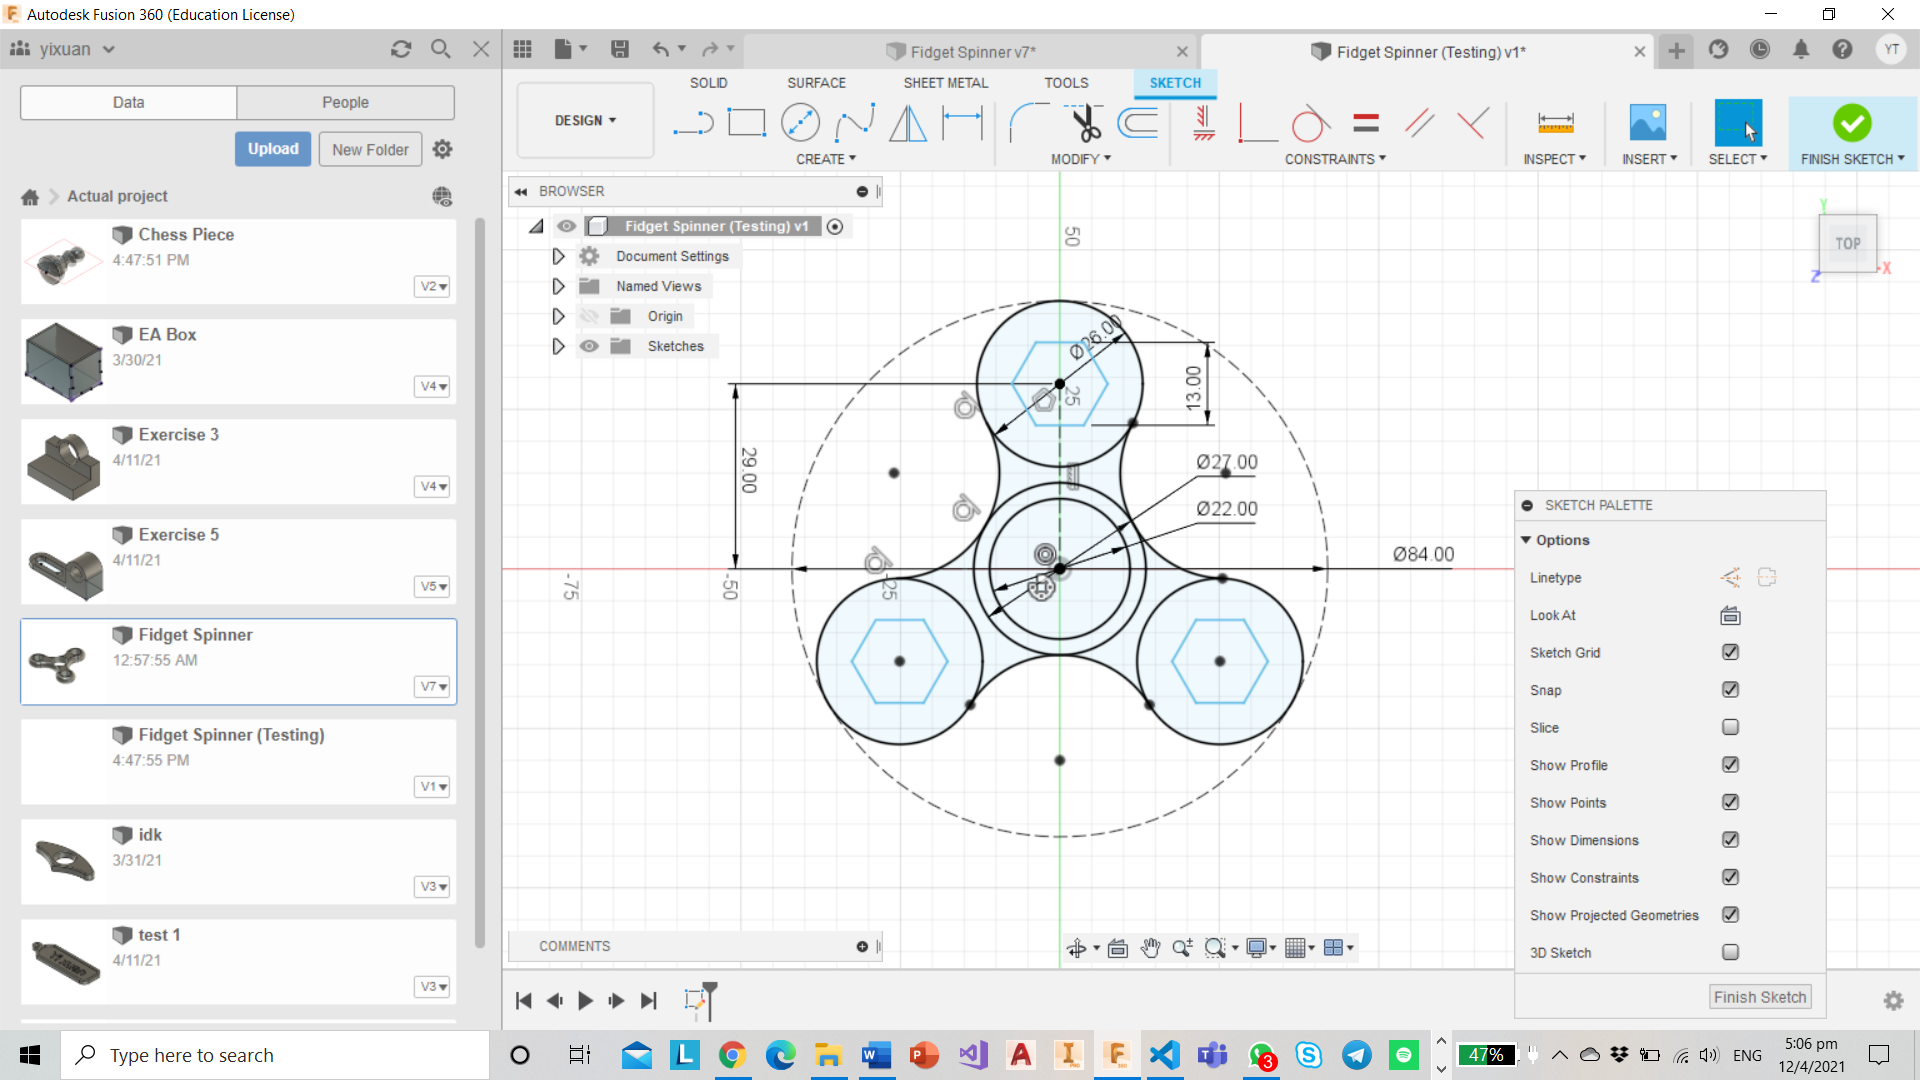 Autodesk Fusion 360 (Education License)
yixuan
Fidget Spinner v7*
Fidget Spinner (Testing) v1*
YT
Data
People
Upload
New Folder
Actual project
Chess Piece
4:47:51 PM
V2
EA Box
3/30/21
V4
Exercise 3
4/11/21
V4
Exercise 5
4/11/21
V5
Fidget Spinner
12:57:55 AM
V7
Fidget Spinner (Testing)
4:47:55 PM
V1
idk
3/31/21
V3
test 1
4/11/21
V3
DESIGN
SOLID
SURFACE
SHEET METAL
TOOLS
SKETCH
CREATE
MODIFY
CONSTRAINTS
INSPECT
INSERT
SELECT
FINISH SKETCH
BROWSER
Fidget Spinner (Testing) v1
Document Settings
Named Views
Origin
Sketches
50
25
-25
-50
-75
Ø26.00
13.00
29.00
Ø27.00
Ø22.00
Ø84.00
Y
TOP
X
Z
SKETCH PALETTE
Options
Linetype
Look At
Sketch Grid
Snap
Slice
Show Profile
Show Points
Show Dimensions
Show Constraints
Show Projected Geometries
3D Sketch
Finish Sketch
COMMENTS
Type here to search
3
47%
ENG
5:06 pm
12/4/2021